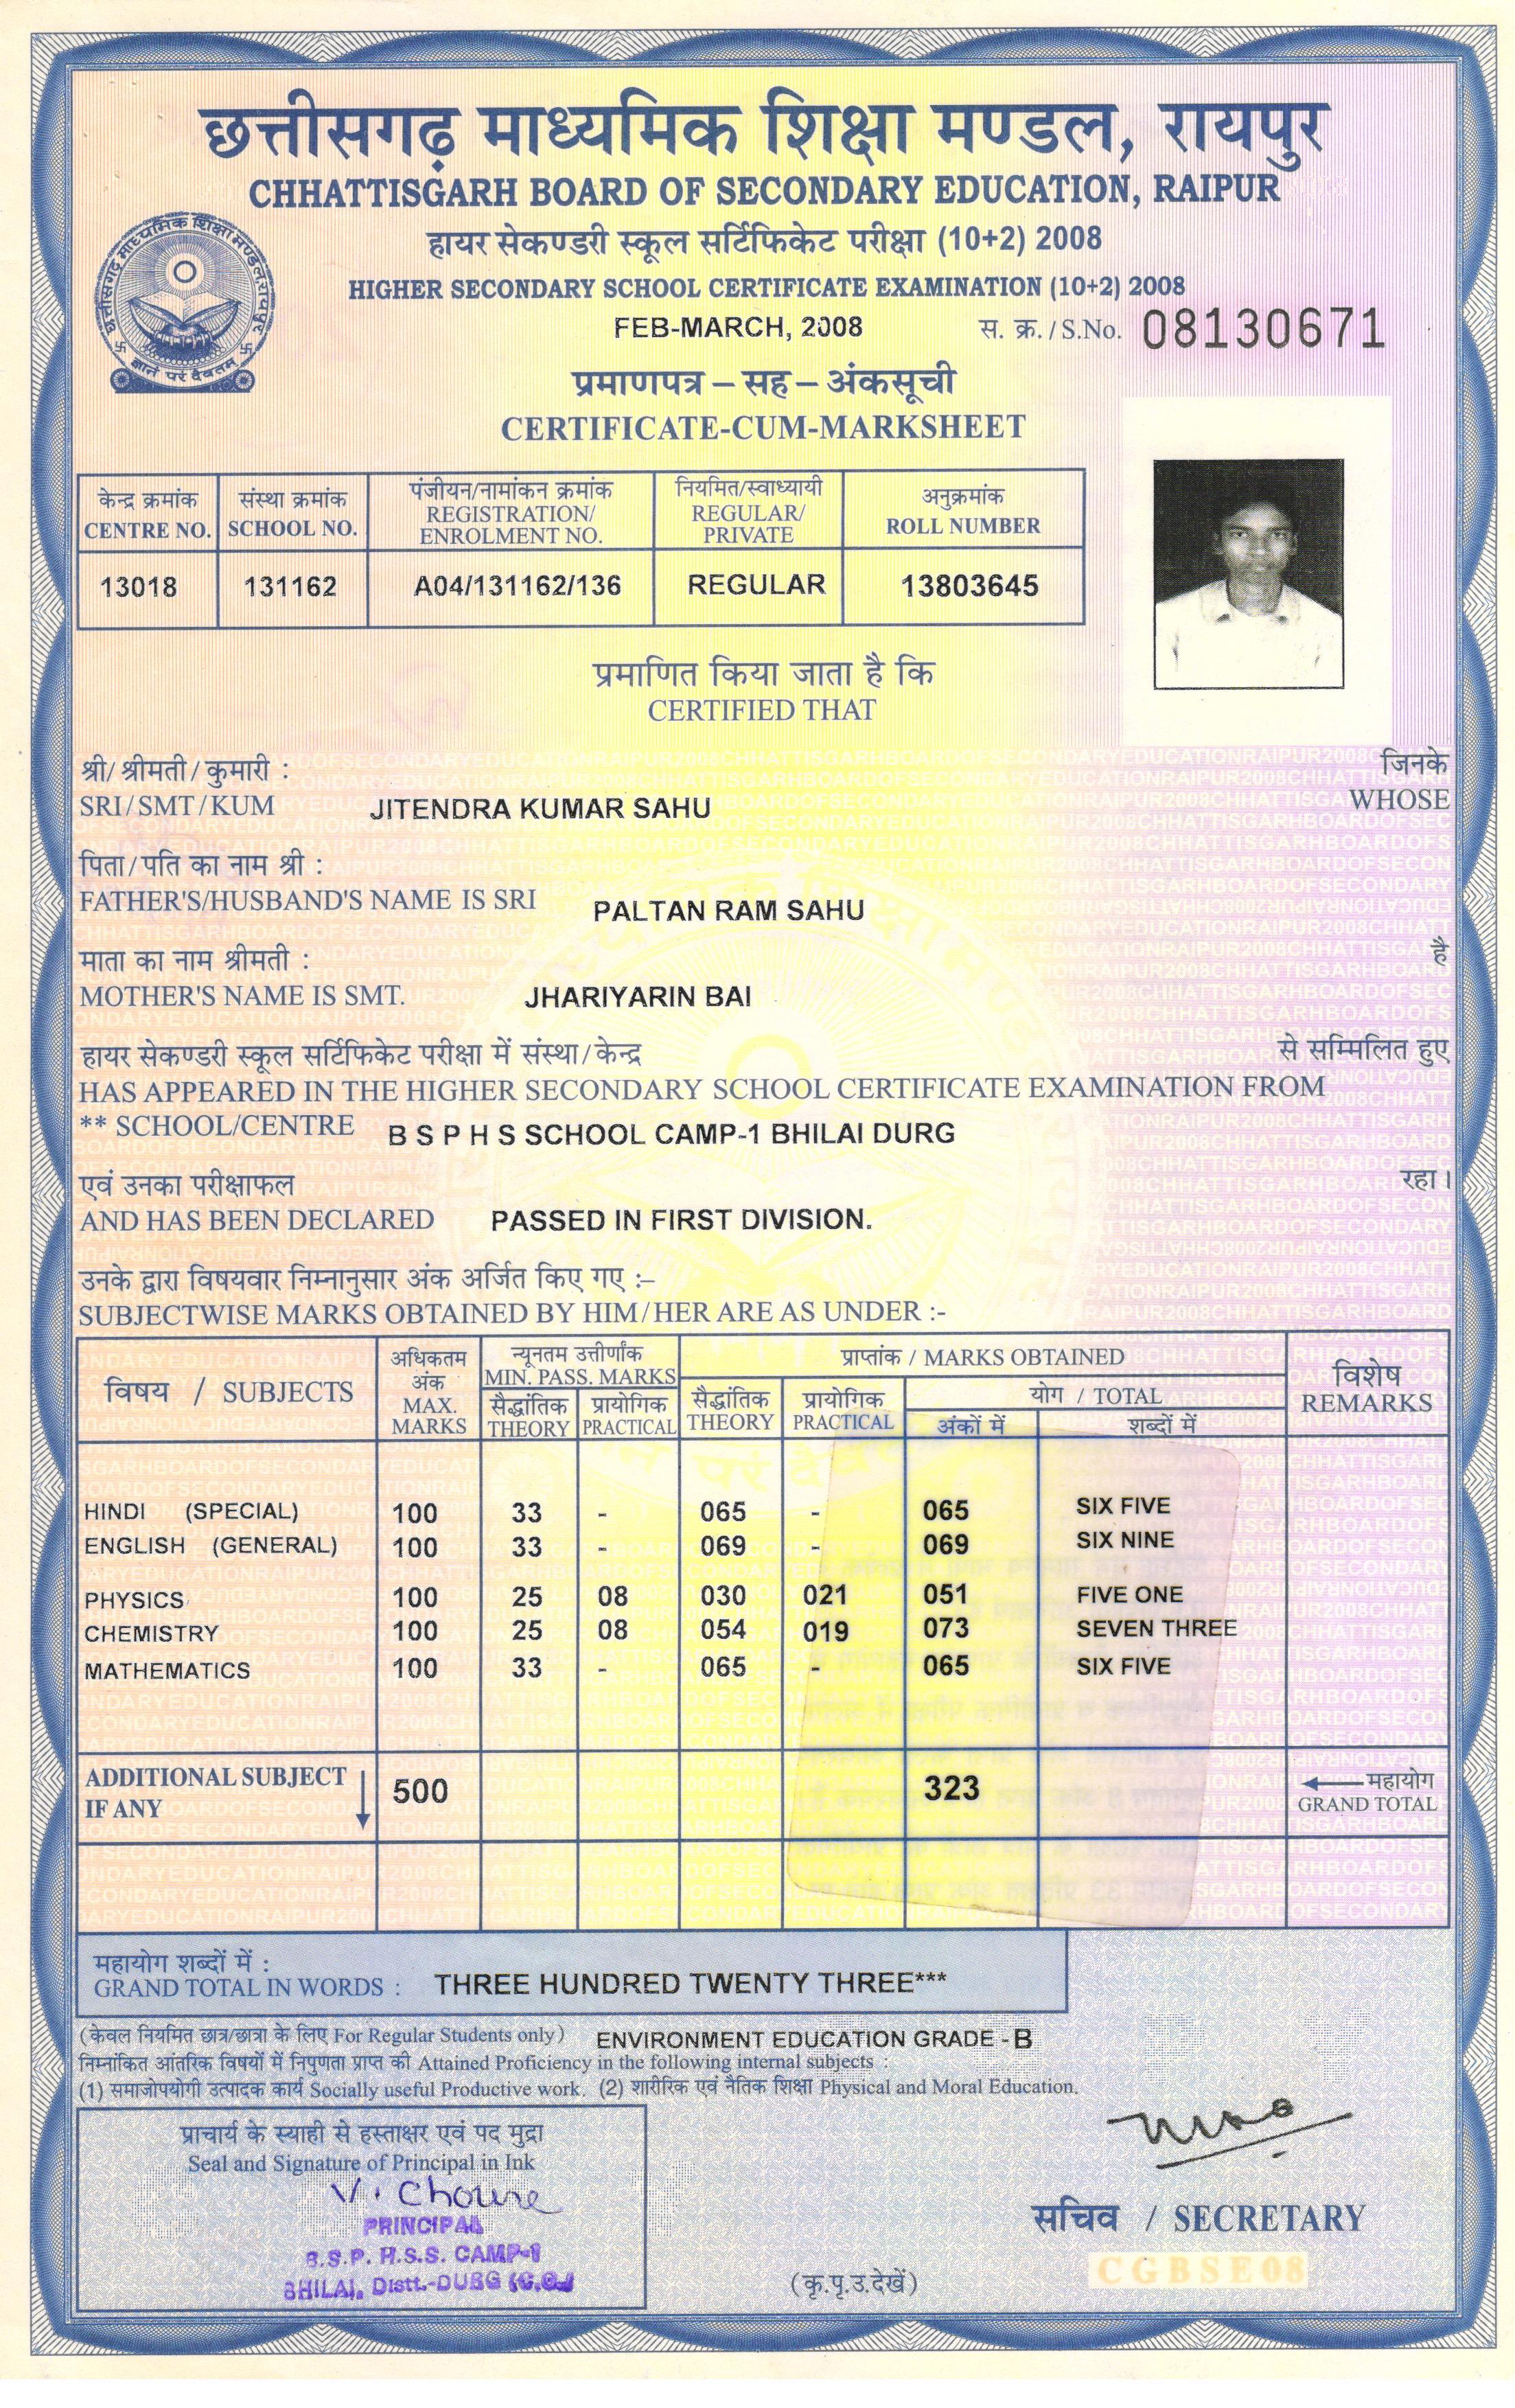 छत्तीसगढ़ माध्यमिक शिक्षा मण्डल, रायपुर
CHHATTISGARH BOARD OF SECONDARY EDUCATION, RAIPUR
हायर सेकण्डरी स्कूल सर्टिफिकेट परीक्षा (10+2) 2008
HIGHER SECONDARY SCHOOL CERTIFICATE EXAMINATION (10+2) 2008
FEB-MARCH, 2008 स. क्र. / S.No. 08130671
छत्तीसगढ़ माध्यमिक शिक्षा मण्डल, रायपुर
ज्ञानं परं दैवतम्
प्रमाणपत्र – सह – अंकसूची
CERTIFICATE-CUM-MARKSHEET
केन्द्र क्रमांक संस्था क्रमांक पंजीयन/नामांकन क्रमांक नियमित/स्वाध्यायी अनुक्रमांक
CENTRE NO. SCHOOL NO. REGISTRATION/ ENROLMENT NO. REGULAR/ PRIVATE ROLL NUMBER
13018 131162 A04/131162/136 REGULAR 13803645
प्रमाणित किया जाता है कि
CERTIFIED THAT
श्री/ श्रीमती / कुमारी : जिनके
SRI/SMT/KUM JITENDRA KUMAR SAHU WHOSE
पिता/पति का नाम श्री :
FATHER'S/HUSBAND'S NAME IS SRI PALTAN RAM SAHU
माता का नाम श्रीमती : है
MOTHER'S NAME IS SMT. JHARIYARIN BAI
हायर सेकण्डरी स्कूल सर्टिफिकेट परीक्षा में संस्था/केन्द्र से सम्मिलित हुए
HAS APPEARED IN THE HIGHER SECONDARY SCHOOL CERTIFICATE EXAMINATION FROM
** SCHOOL/CENTRE B S P H S SCHOOL CAMP-1 BHILAI DURG
एवं उनका परीक्षाफल रहा।
AND HAS BEEN DECLARED PASSED IN FIRST DIVISION.
उनके द्वारा विषयवार निम्नानुसार अंक अर्जित किए गए :–
SUBJECTWISE MARKS OBTAINED BY HIM/HER ARE AS UNDER :-
विषय / SUBJECTS अधिकतम अंक MAX. MARKS न्यूनतम उत्तीर्णांक MIN. PASS. MARKS प्राप्तांक / MARKS OBTAINED विशेष REMARKS
सैद्धांतिक THEORY प्रायोगिक PRACTICAL सैद्धांतिक THEORY प्रायोगिक PRACTICAL योग / TOTAL
अंकों में शब्दों में
HINDI (SPECIAL) 100 33 - 065 - 065 SIX FIVE
ENGLISH (GENERAL) 100 33 - 069 - 069 SIX NINE
PHYSICS 100 25 08 030 021 051 FIVE ONE
CHEMISTRY 100 25 08 054 019 073 SEVEN THREE
MATHEMATICS 100 33 - 065 - 065 SIX FIVE
ADDITIONAL SUBJECT IF ANY 500 323 महायोग GRAND TOTAL
महायोग शब्दों में :
GRAND TOTAL IN WORDS : THREE HUNDRED TWENTY THREE***
(केवल नियमित छात्र/छात्रा के लिए For Regular Students only) ENVIRONMENT EDUCATION GRADE - B
निम्नांकित आंतरिक विषयों में निपुणता प्राप्त की Attained Proficiency in the following internal subjects :
(1) समाजोपयोगी उत्पादक कार्य Socially useful Productive work. (2) शारीरिक एवं नैतिक शिक्षा Physical and Moral Education.
प्राचार्य के स्याही से हस्ताक्षर एवं पद मुद्रा
Seal and Signature of Principal in Ink
V. Choure
PRINCIPAL
B.S.P. H.S.S. CAMP-1
BHILAI, Distt.-DURG (C.G.)
सचिव / SECRETARY
CGBSE08
(कृ.पृ.उ.देखें)